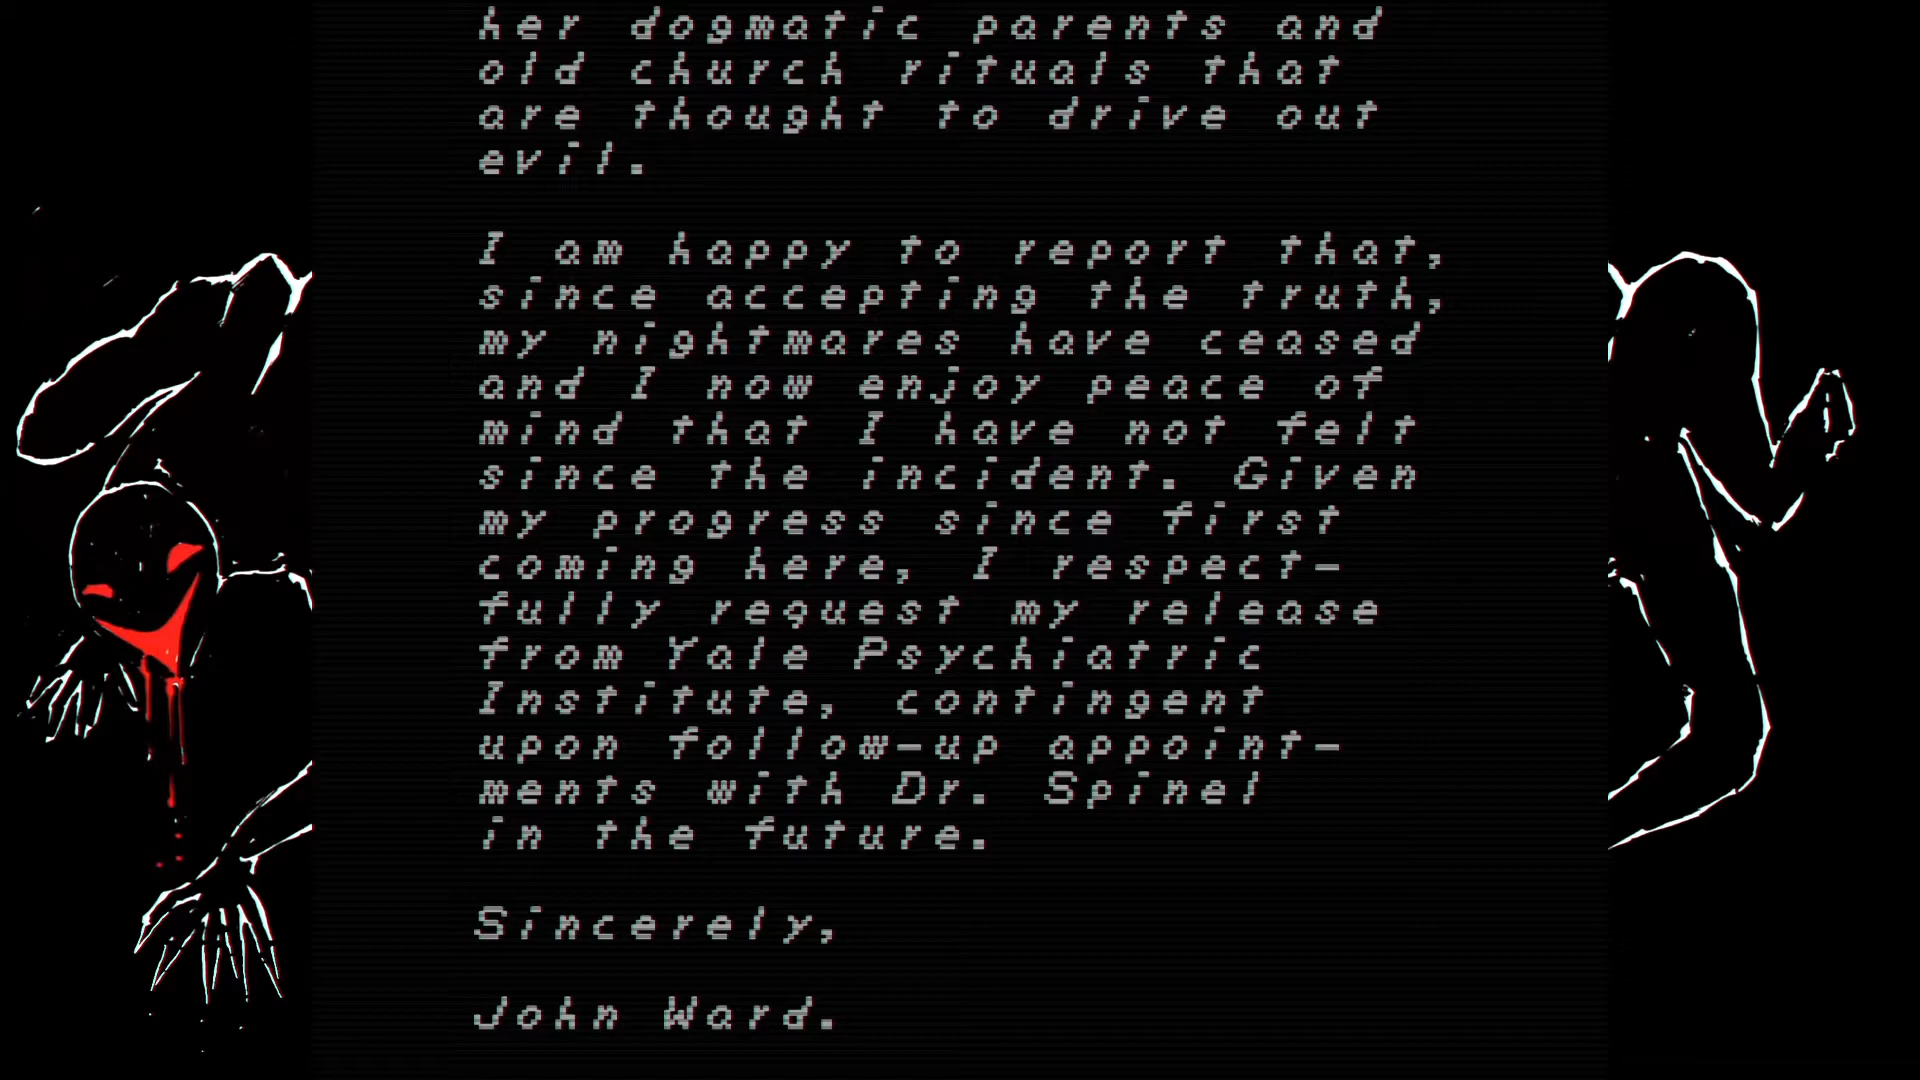 her dogmatic parents and
old church rituals that
are thought to drive out
evil.
I am happy to report that,
since accepting the truth,
my nightmares have ceased
and I now enjoy peace of
mind that I have not felt
since the incident. Given
my progress since first
coming here, I respect-
fully request my release
from Yale Psychiatric
Institute, contingent
upon follow-up appoint-
ments with Dr. Spinel
in the future.
Sincerely,
John Ward.